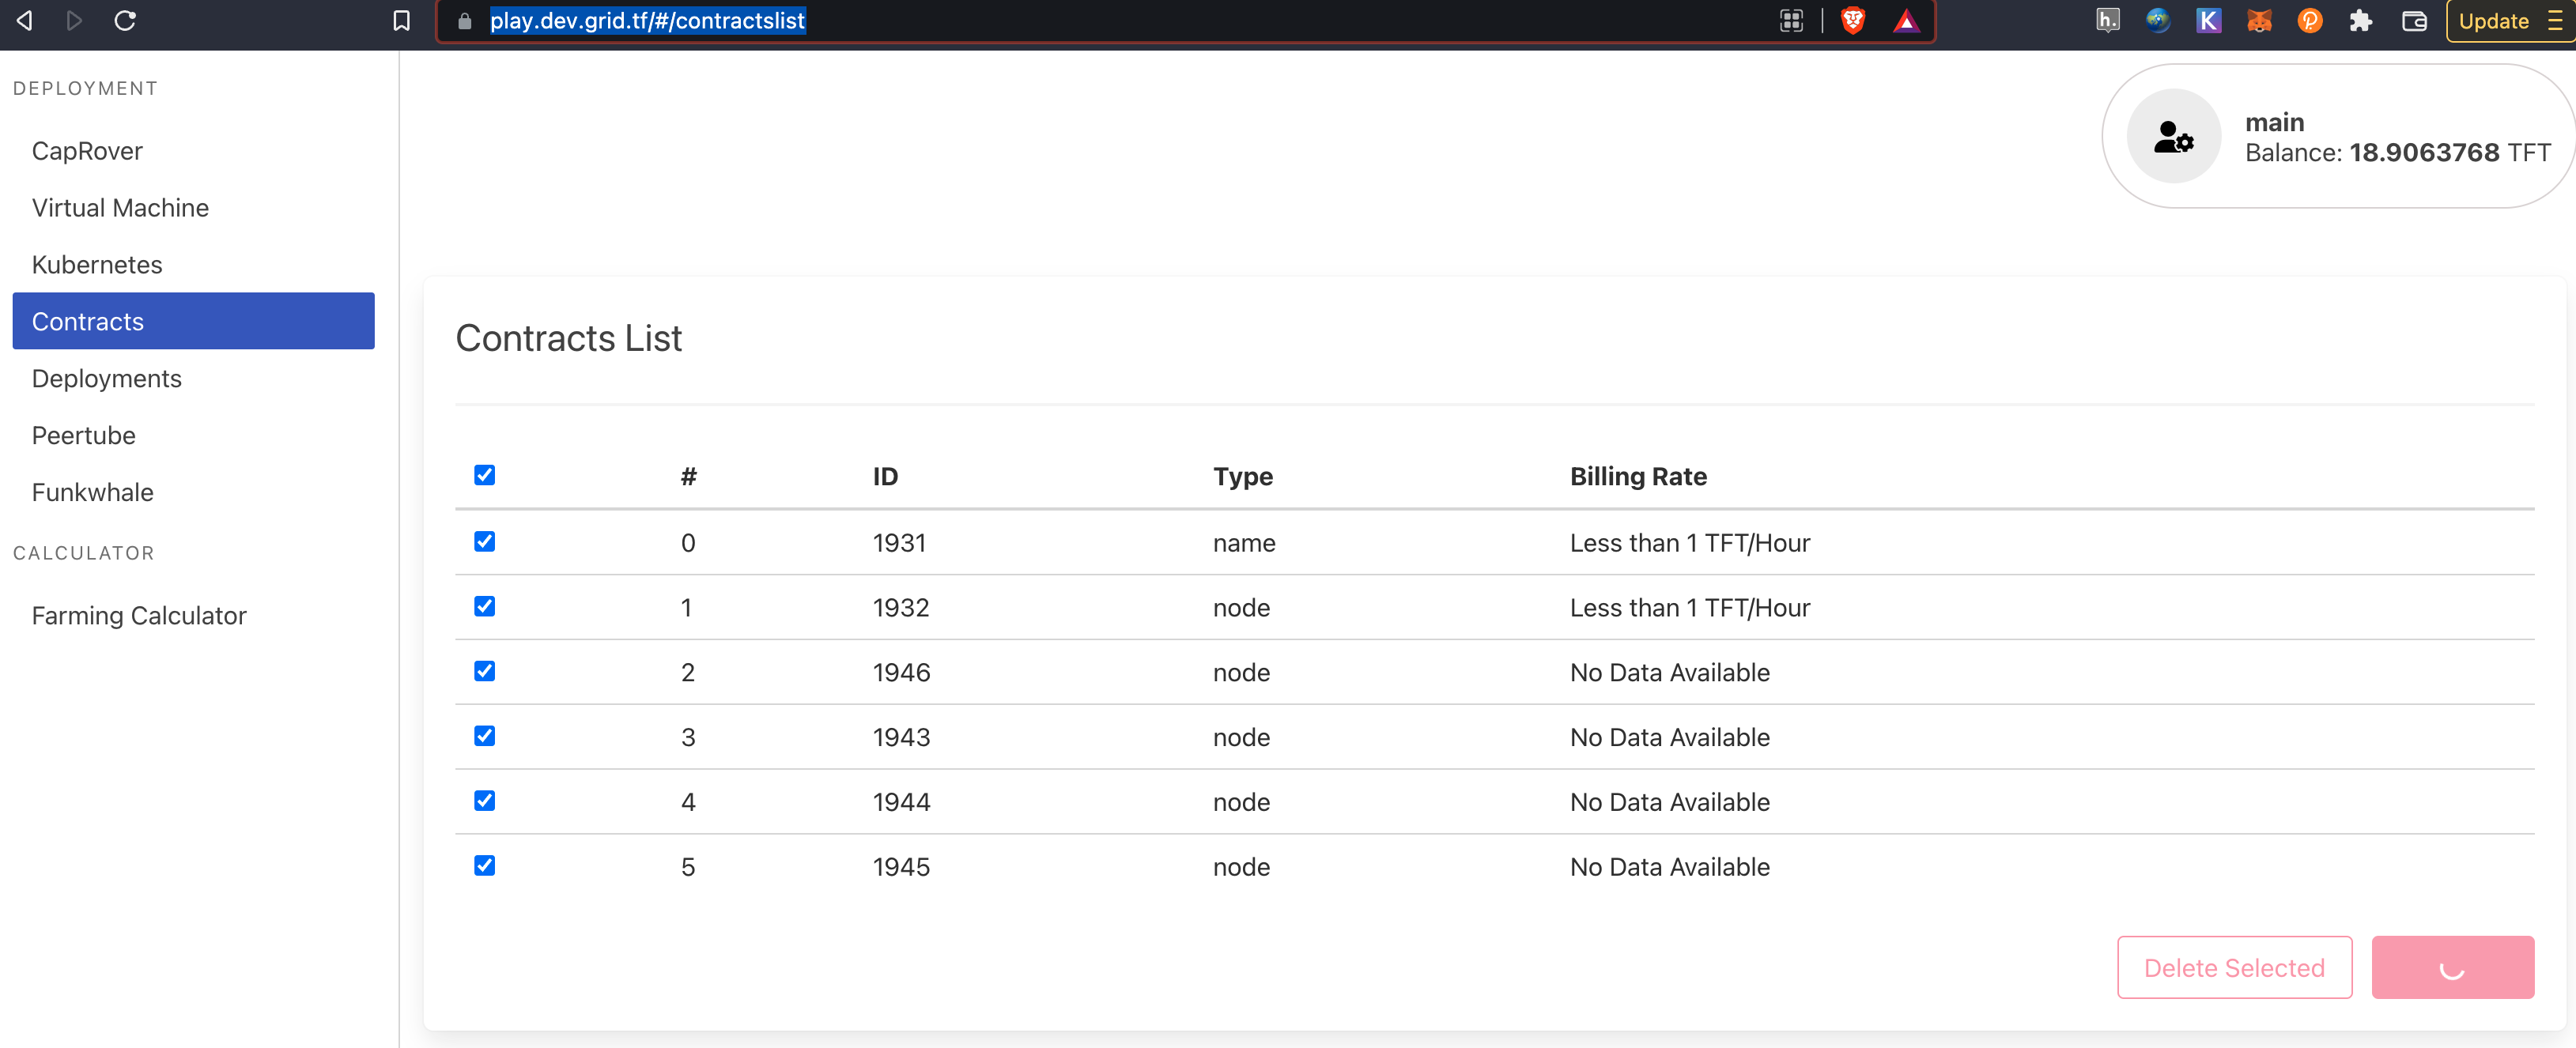 play.dev.grid.tf/#/contractslist
h.
K
Update
DEPLOYMENT
CapRover
Virtual Machine
Kubernetes
Contracts
Deployments
Peertube
Funkwhale
CALCULATOR
Farming Calculator
main
Balance: 18.9063768 TFT
Contracts List
# ID Type Billing Rate
0 1931 name Less than 1 TFT/Hour
1 1932 node Less than 1 TFT/Hour
2 1946 node No Data Available
3 1943 node No Data Available
4 1944 node No Data Available
5 1945 node No Data Available
Delete Selected